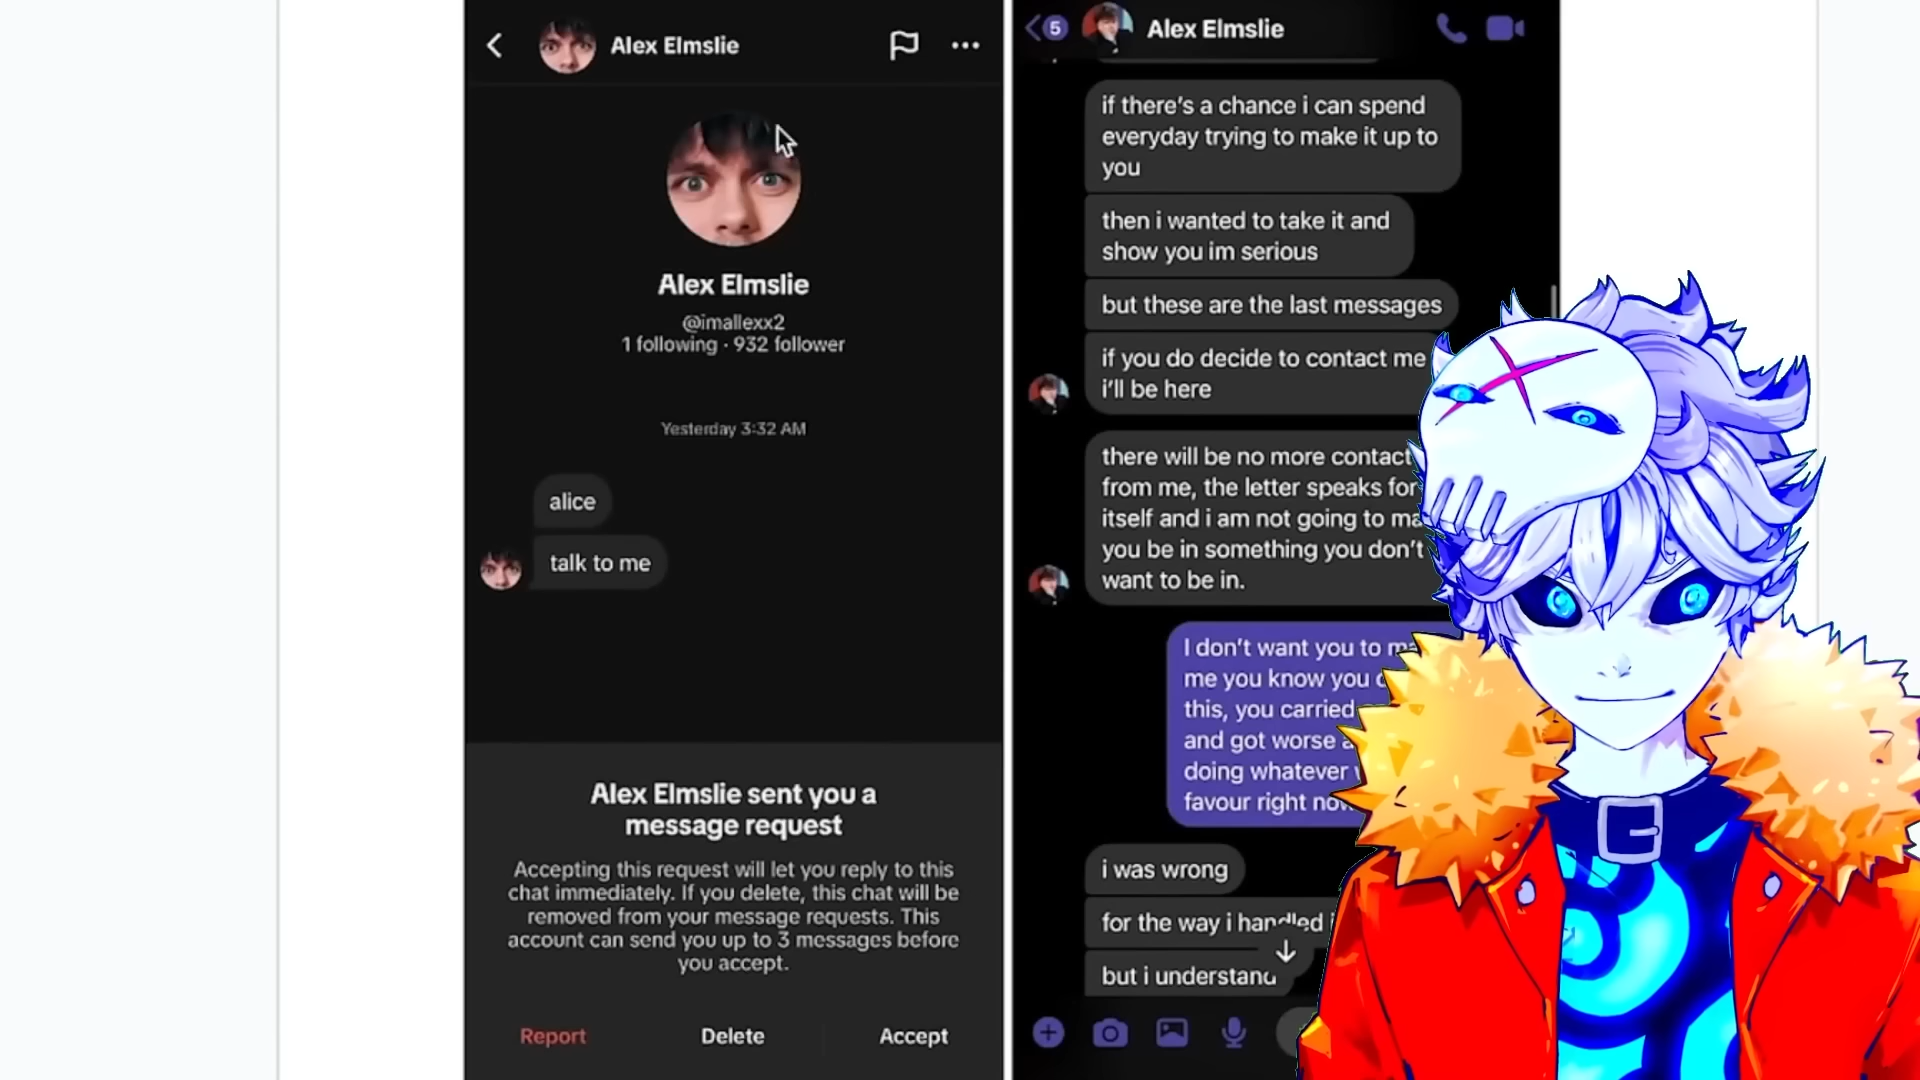 Alex Elmslie
Alex Elmslie
@imallexx2
1 following · 932 follower
Yesterday 3:32 AM
alice
talk to me
Alex Elmslie sent you a
message request
Accepting this request will let you reply to this
chat immediately. If you delete, this chat will be
removed from your message requests. This
account can send you up to 3 messages before
you accept.
Report
Delete
Accept
5
Alex Elmslie
if there's a chance i can spend
everyday trying to make it up to
you
then i wanted to take it and
show you im serious
but these are the last messages
if you do decide to contact me
i'll be here
there will be no more contact
from me, the letter speaks for
itself and i am not going to
you be in something you don't
want to be in.
I don't want you to
me you know you
this, you carried
and got worse
doing whatever
favour right
i was wrong
for the way i handled
but i understand